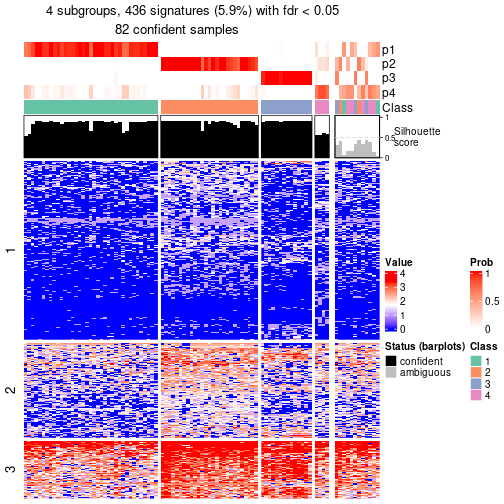 4 subgroups, 436 signatures (5.9%) with fdr < 0.05
82 confident samples
p1
p2
p3
p4
Class
1
0.5
0
Silhouette
score
1
2
3
Value
4
3
2
1
0
Prob
1
0.5
0
Status (barplots)
confident
ambiguous
Class
1
2
3
4